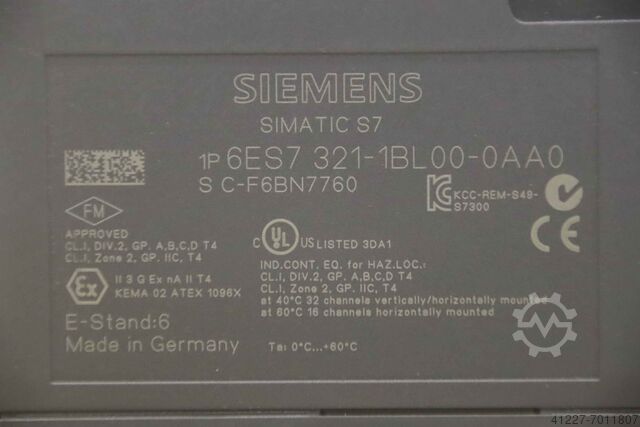 SIEMENS
SIMATIC S7
1P 6ES7 321-1BL00-0AA0
S C-F6BN7760
KCC-REM-S49-
S7300
FM
APPROVED
CL.I, DIV.2, GP. A,B,C,D T4
CL.I, Zone 2, GP. IIC, T4
C UL US LISTED 3DA1
CE
IND.CONT. EQ. for HAZ.LOC.:
CL.I, DIV.2, GP. A,B,C,D T4
CL.I, Zone 2, GP. IIC, T4
at 40°C 32 channels vertically/horizontally mounted
at 60°C 16 channels horizontally mounted
Ex
II 3 G Ex nA II T4
KEMA 02 ATEX 1096X
E-Stand:6
Made in Germany
Ta: 0°C...+60°C
41227-7011807